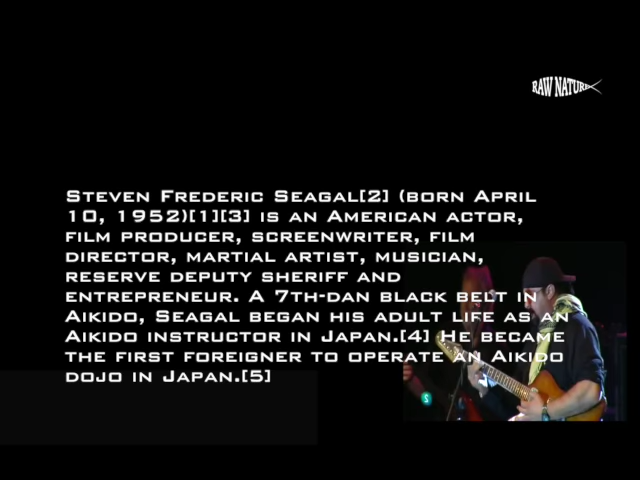 RAW NATURE
STEVEN FREDERIC SEAGAL[2] (BORN APRIL
10, 1952)[1][3] IS AN AMERICAN ACTOR,
FILM PRODUCER, SCREENWRITER, FILM
DIRECTOR, MARTIAL ARTIST, MUSICIAN,
RESERVE DEPUTY SHERIFF AND
ENTREPRENEUR. A 7TH-DAN BLACK BELT IN
AIKIDO, SEAGAL BEGAN HIS ADULT LIFE AS AN
AIKIDO INSTRUCTOR IN JAPAN.[4] HE BECAME
THE FIRST FOREIGNER TO OPERATE AN AIKIDO
DOJO IN JAPAN.[5]
S